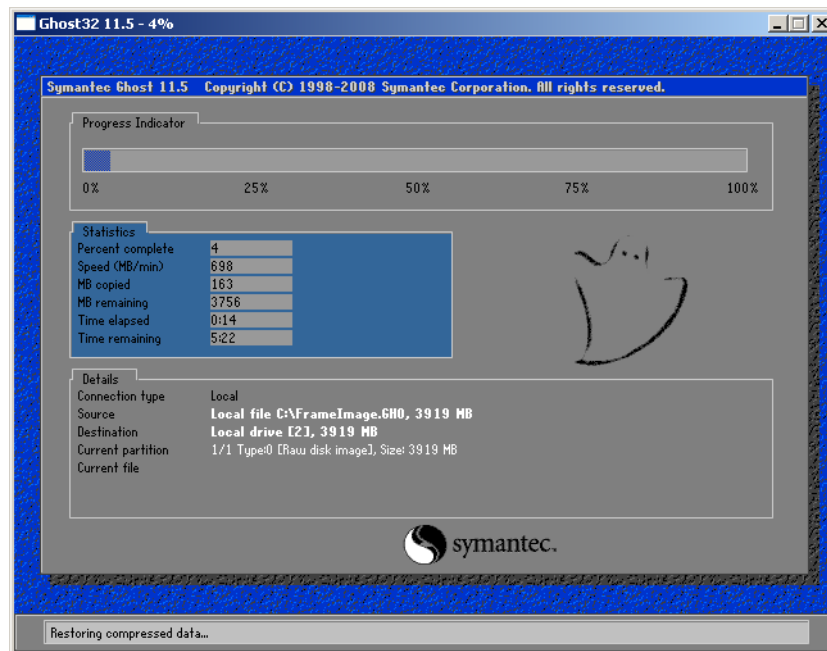 Ghost32 11.5 - 4%
Symantec Ghost 11.5 Copyright (C) 1998-2008 Symantec Corporation. All rights reserved.
Progress Indicator
0% 25% 50% 75% 100%
Statistics
Percent complete 4
Speed (MB/min) 698
MB copied 163
MB remaining 3756
Time elapsed 0:14
Time remaining 5:22
Details
Connection type Local
Source Local file C:\FrameImage.GHO, 3919 MB
Destination Local drive [2], 3919 MB
Current partition 1/1 Type:0 [Raw disk image], Size: 3919 MB
Current file
symantec.
Restoring compressed data...